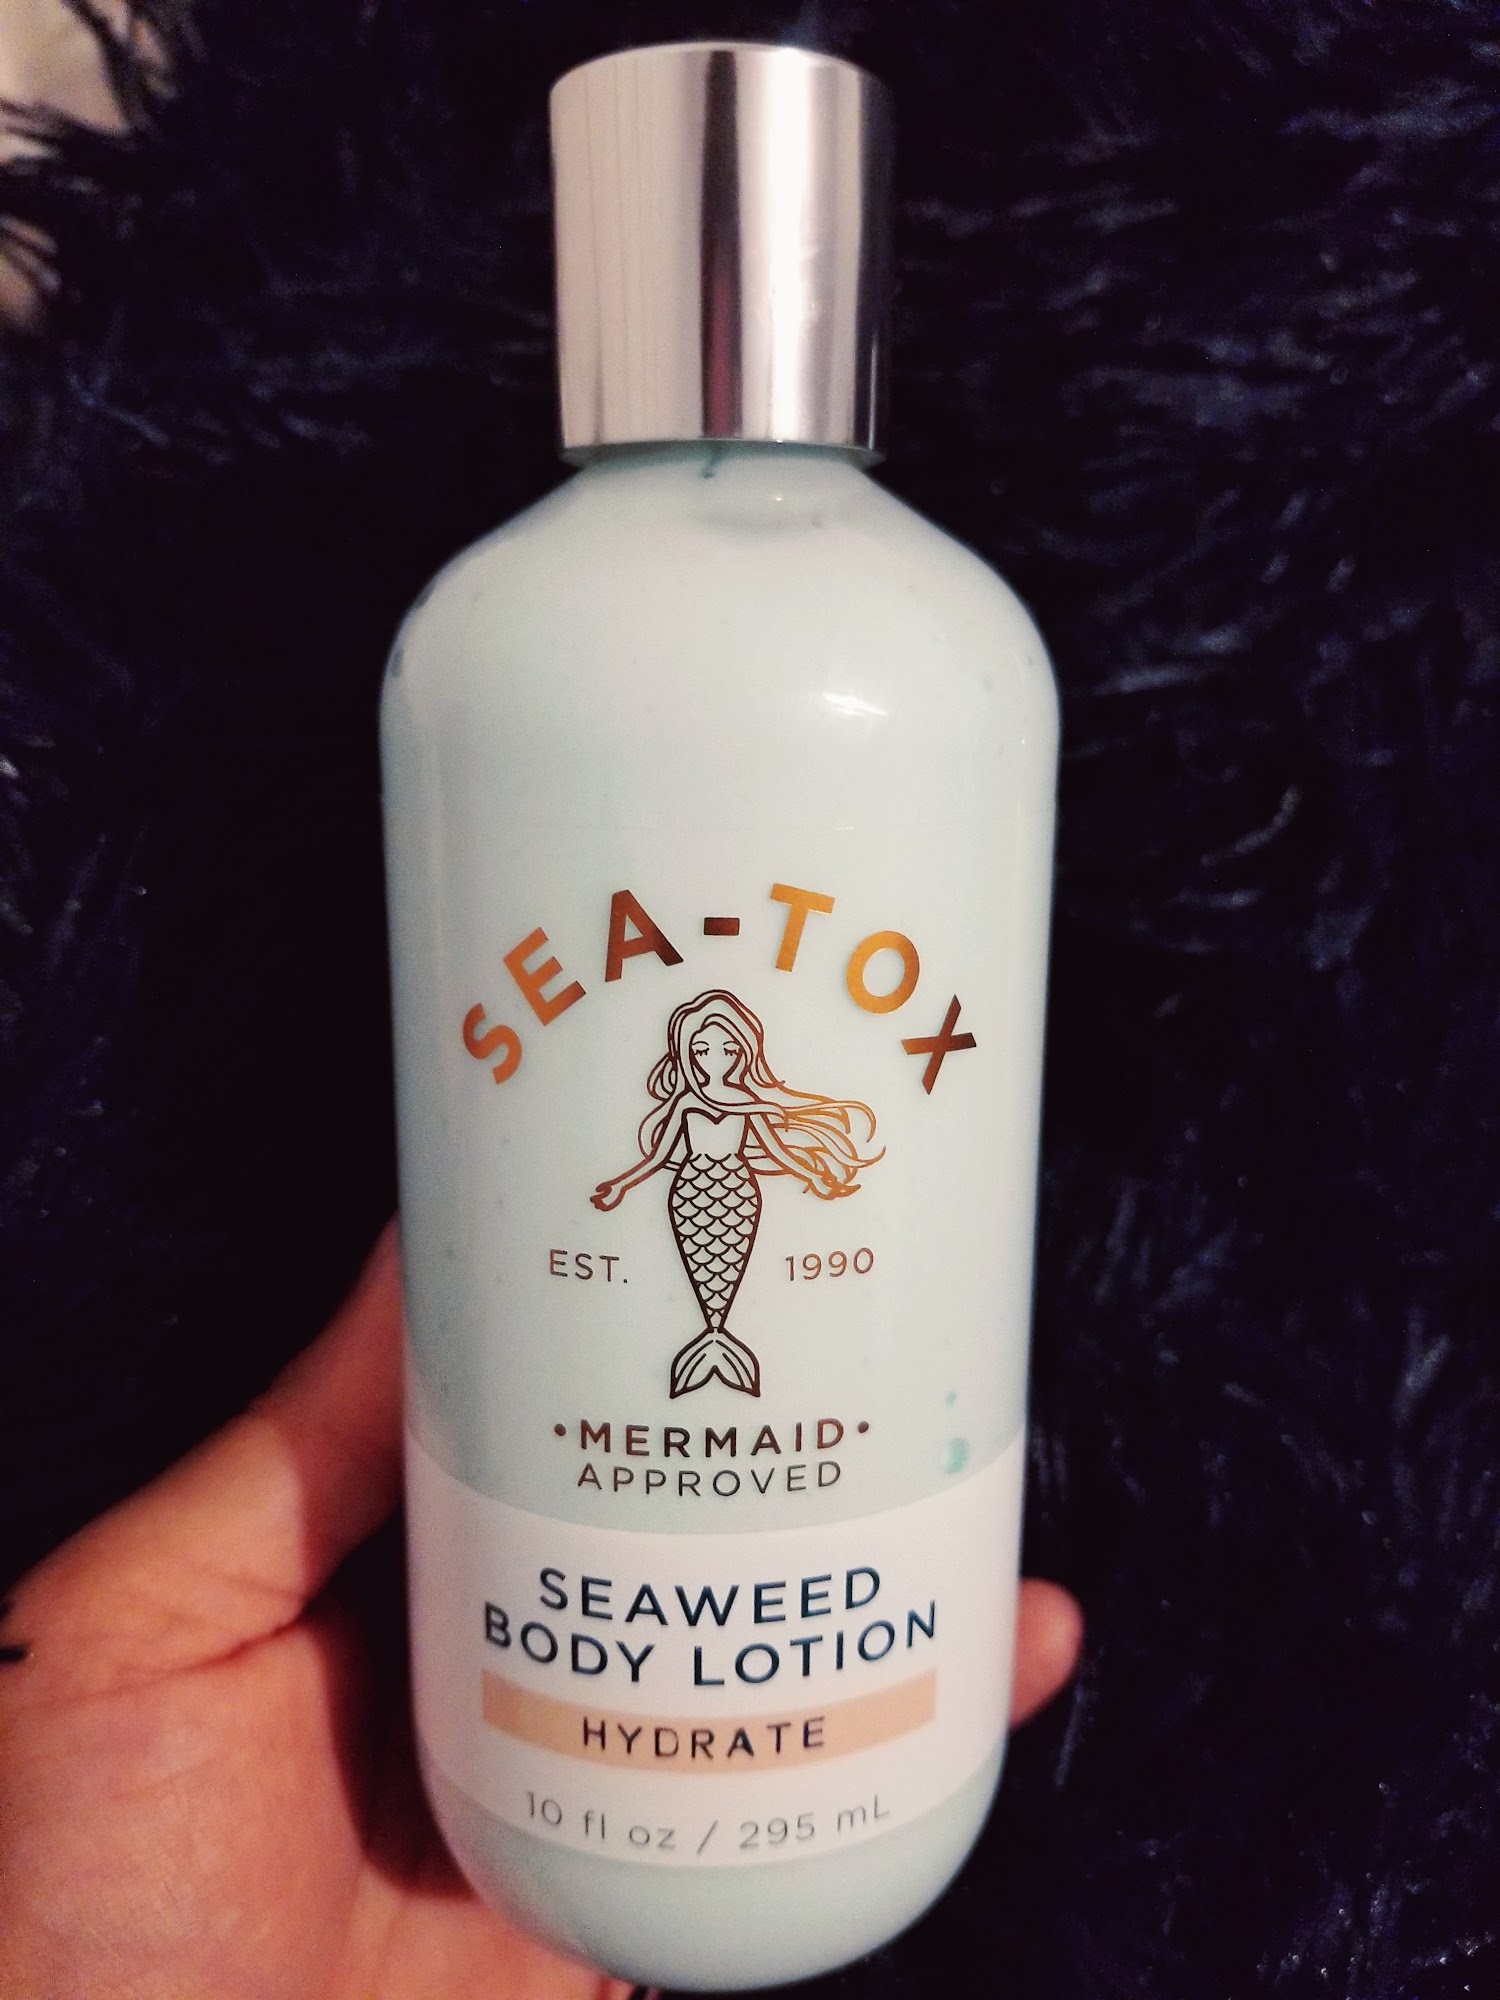 SEA-TOX
EST. 1990
•MERMAID•
APPROVED
SEAWEED
BODY LOTION
HYDRATE
10 fl oz / 295 mL